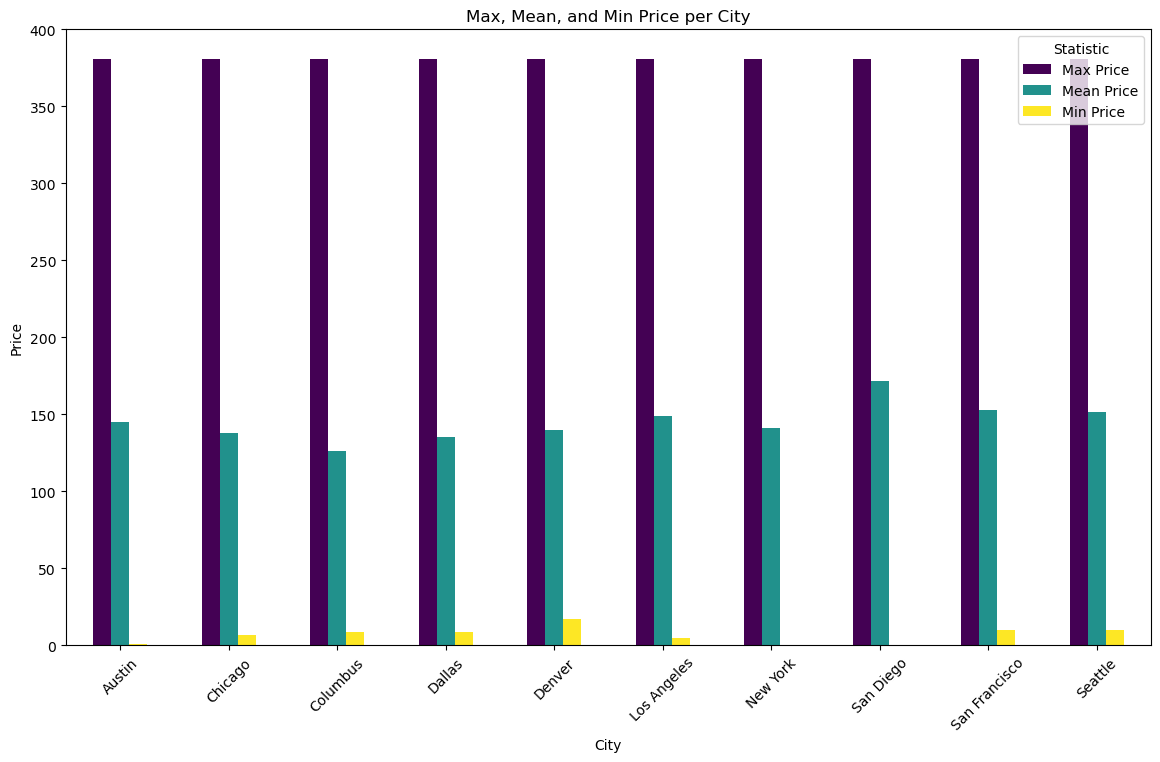 Max, Mean, and Min Price per City
Statistic
Max Price
Mean Price
Min Price
Price
400
350
300
250
200
150
100
50
0
Austin
Chicago
Columbus
Dallas
Denver
Los Angeles
New York
San Diego
San Francisco
Seattle
City